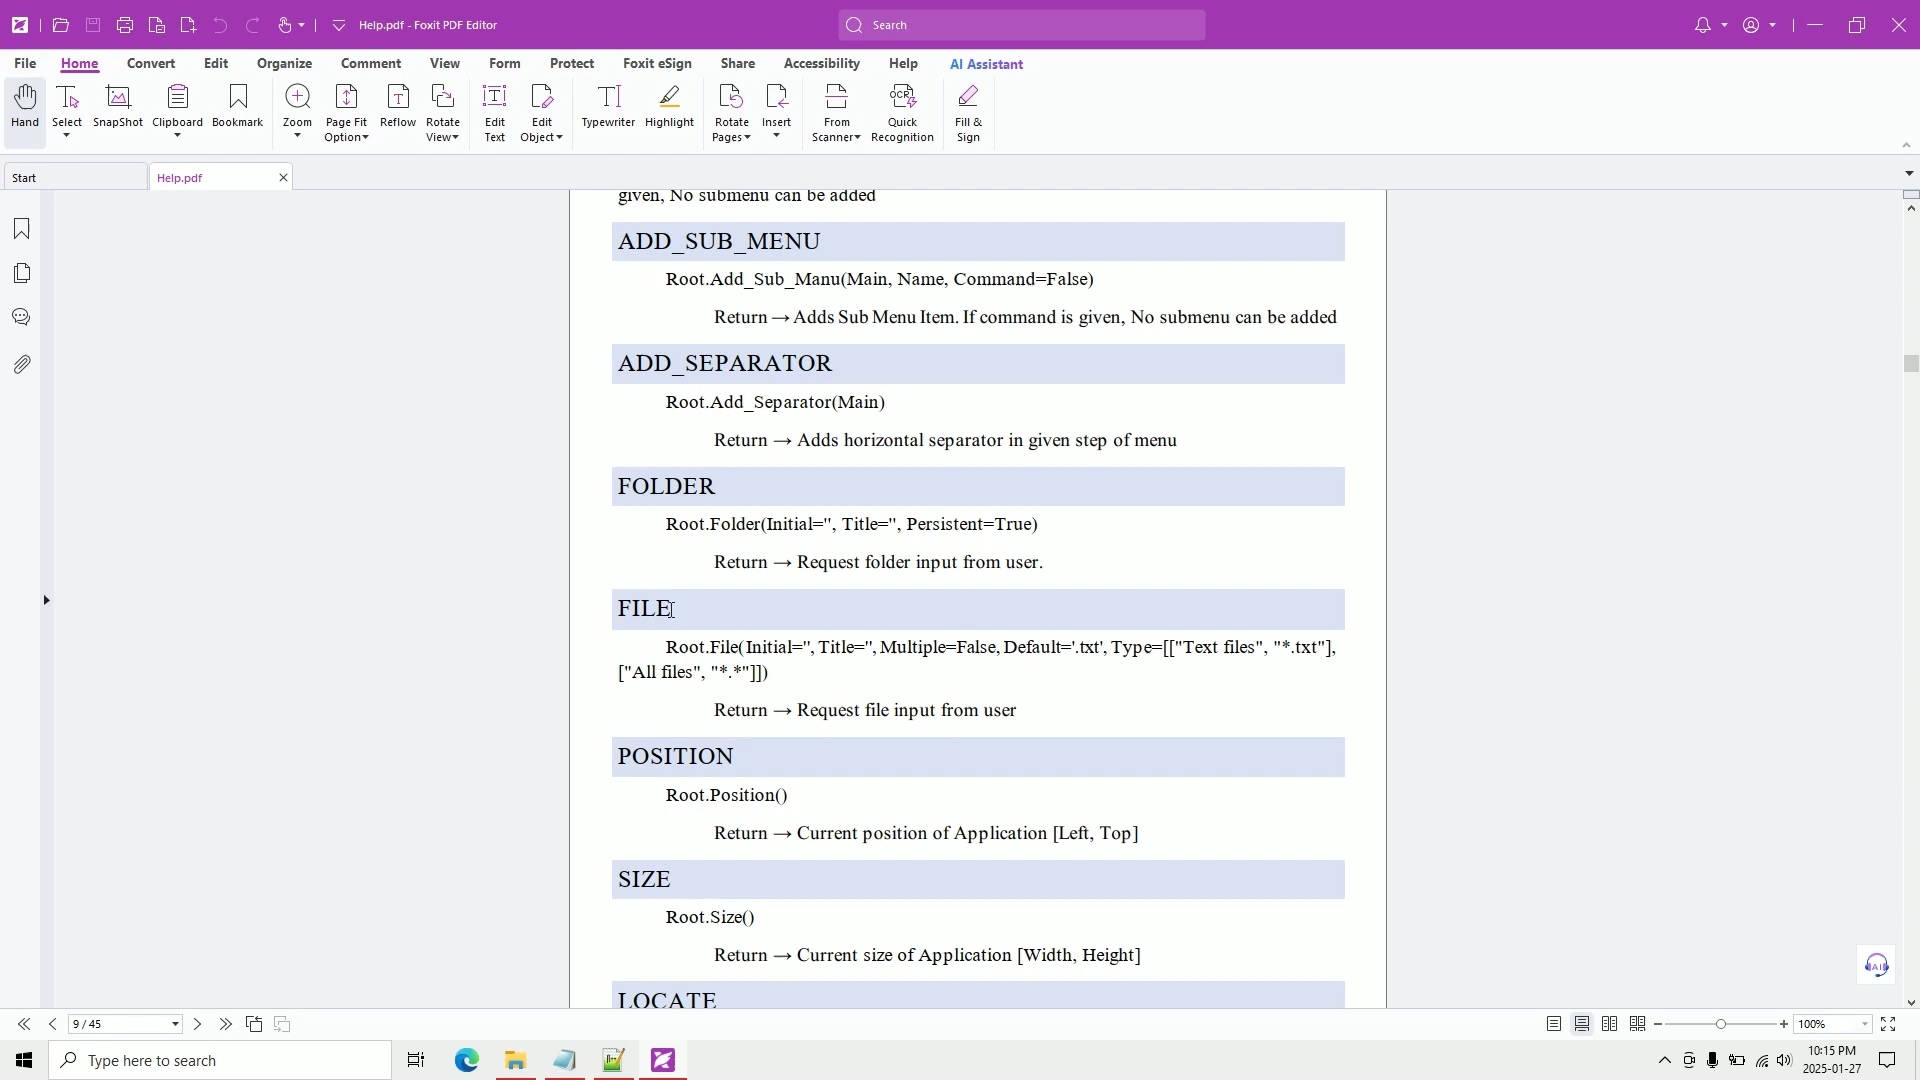 Help.pdf - Foxit PDF Editor
Search
File Home Convert Edit Organize Comment View Form Protect Foxit eSign Share Accessibility Help AI Assistant
Hand Select SnapShot Clipboard Bookmark Zoom Page Fit Option Reflow Rotate View Edit Text Edit Object Typewriter Highlight Rotate Pages Insert From Scanner OCR Quick Recognition Fill & Sign
Start Help.pdf
given, No submenu can be added
ADD_SUB_MENU
Root.Add_Sub_Manu(Main, Name, Command=False)
Return → Adds Sub Menu Item. If command is given, No submenu can be added
ADD_SEPARATOR
Root.Add_Separator(Main)
Return → Adds horizontal separator in given step of menu
FOLDER
Root.Folder(Initial='', Title='', Persistent=True)
Return → Request folder input from user.
FILE
Root.File(Initial='', Title='', Multiple=False, Default='.txt', Type=[["Text files", "*.txt"],
["All files", "*.*"]])
Return → Request file input from user
POSITION
Root.Position()
Return → Current position of Application [Left, Top]
SIZE
Root.Size()
Return → Current size of Application [Width, Height]
LOCATE
AI
9 / 45
100%
Type here to search
10:15 PM
2025-01-27